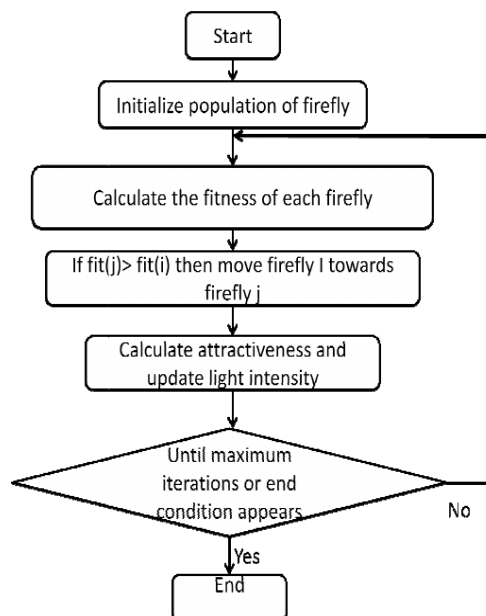 Start
Initialize population of firefly
Calculate the fitness of each firefly
If fit(j)> fit(i) then move firefly I towards
firefly j
Calculate attractiveness and
update light intensity
Until maximum
iterations or end
condition appears
No
Yes
End